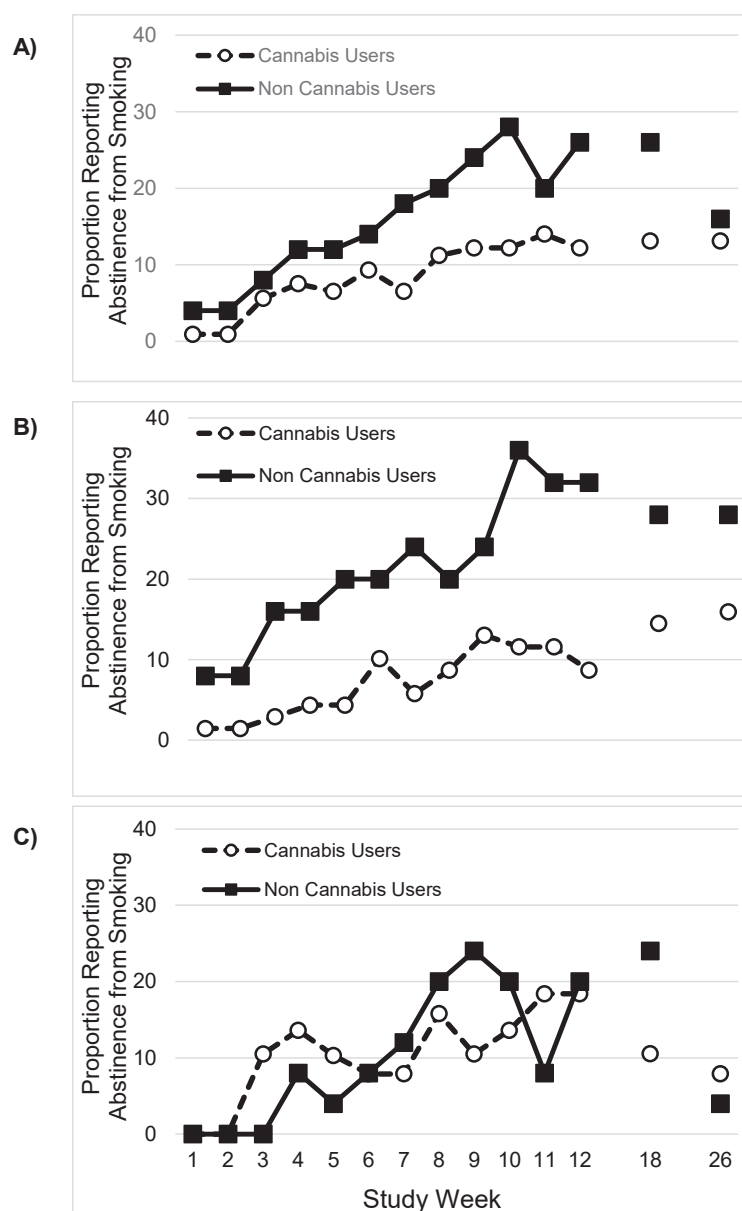 A)
40
30
20
10
0
Proportion Reporting
Abstinence from Smoking
Cannabis Users
Non Cannabis Users
B)
40
30
20
10
0
Proportion Reporting
Abstinence from Smoking
Cannabis Users
Non Cannabis Users
C)
40
30
20
10
0
Proportion Reporting
Abstinence from Smoking
Cannabis Users
Non Cannabis Users
1 2 3 4 5 6 7 8 9 10 11 12 18 26
Study Week